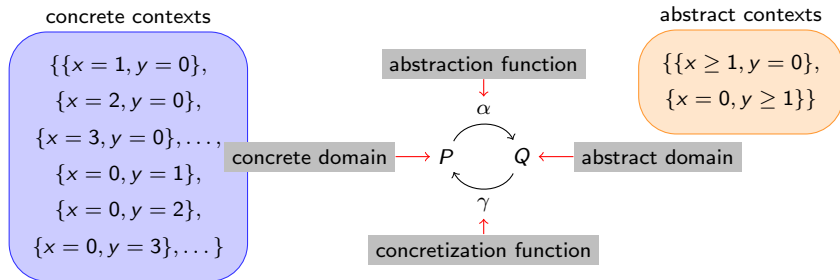 concrete contexts
{{x = 1, y = 0},
{x = 2, y = 0},
{x = 3, y = 0}, ...,
{x = 0, y = 1},
{x = 0, y = 2},
{x = 0, y = 3}, ...}
abstraction function
α
concrete domain
P
Q
abstract domain
γ
concretization function
abstract contexts
{{x ≥ 1, y = 0},
{x = 0, y ≥ 1}}